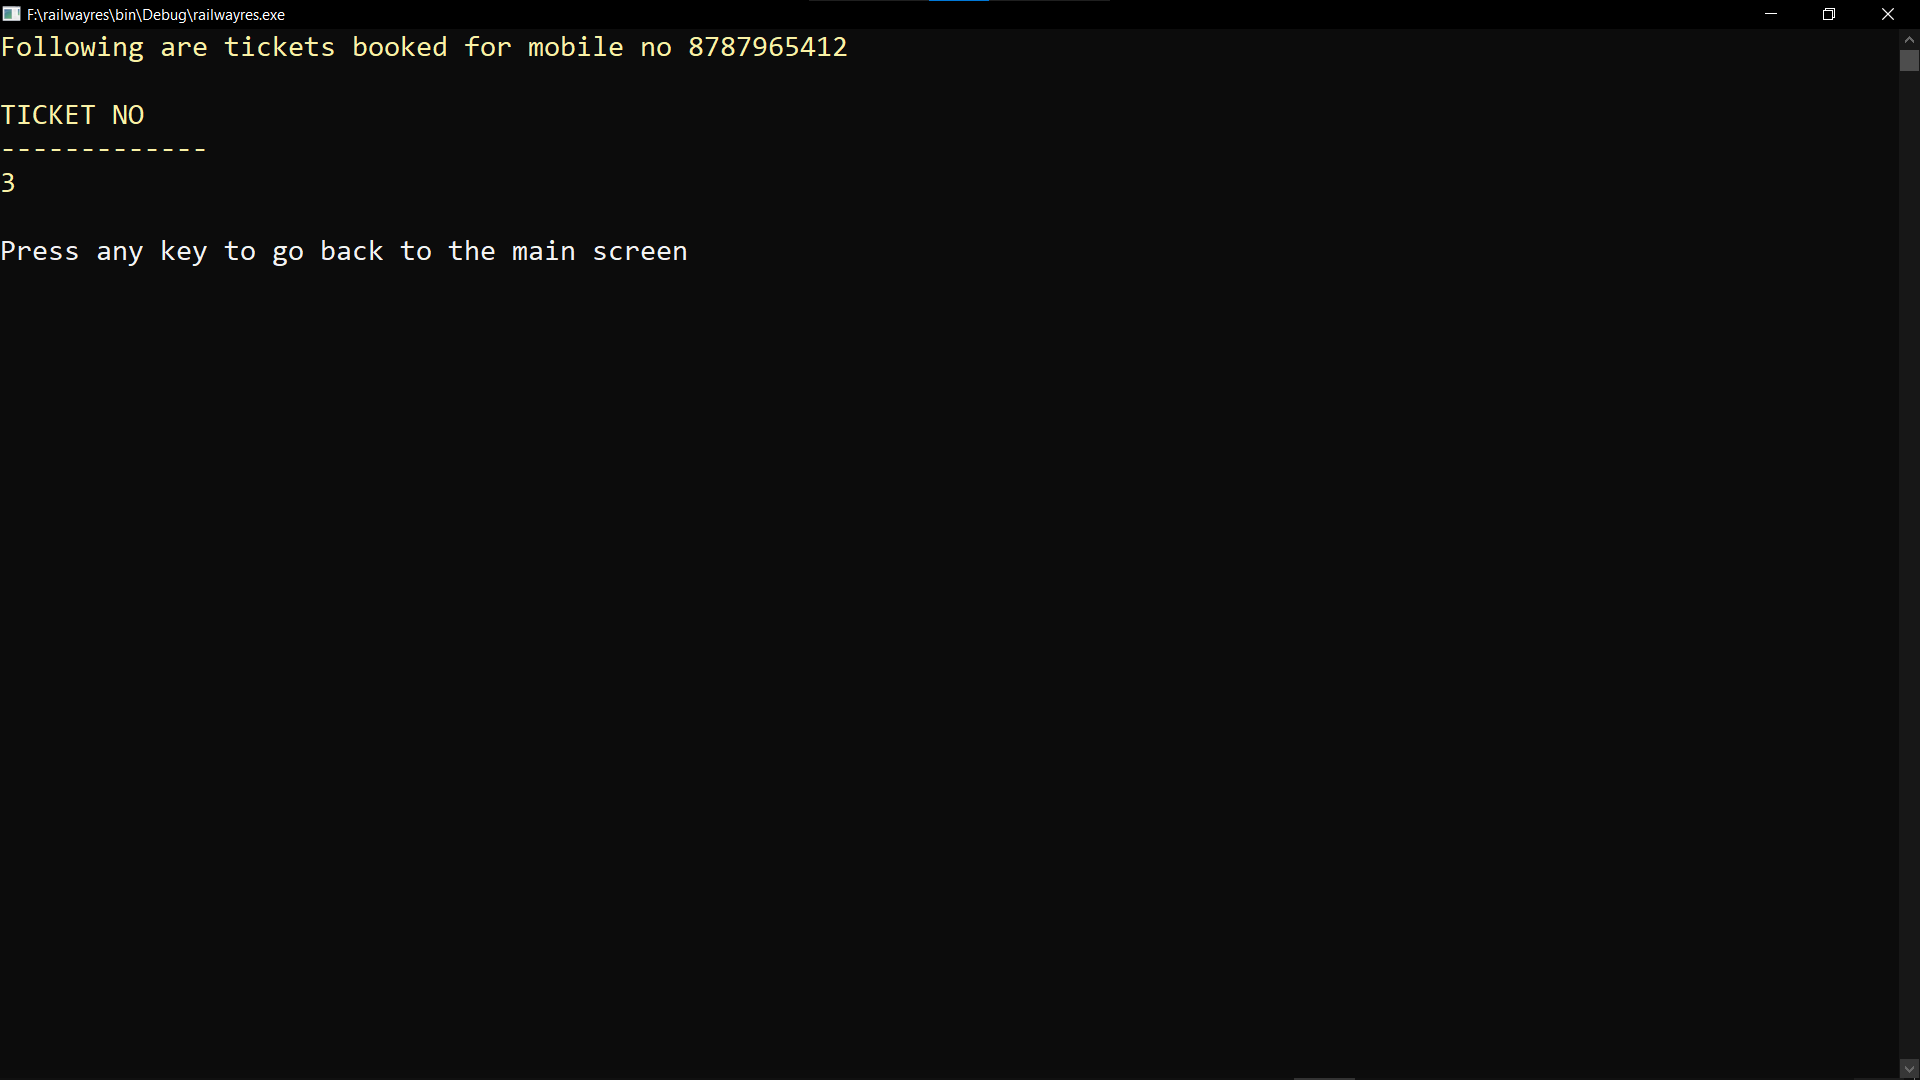 F:\railwayres\bin\Debug\railwayres.exe
Following are tickets booked for mobile no 8787965412
TICKET NO
-------------
3
Press any key to go back to the main screen